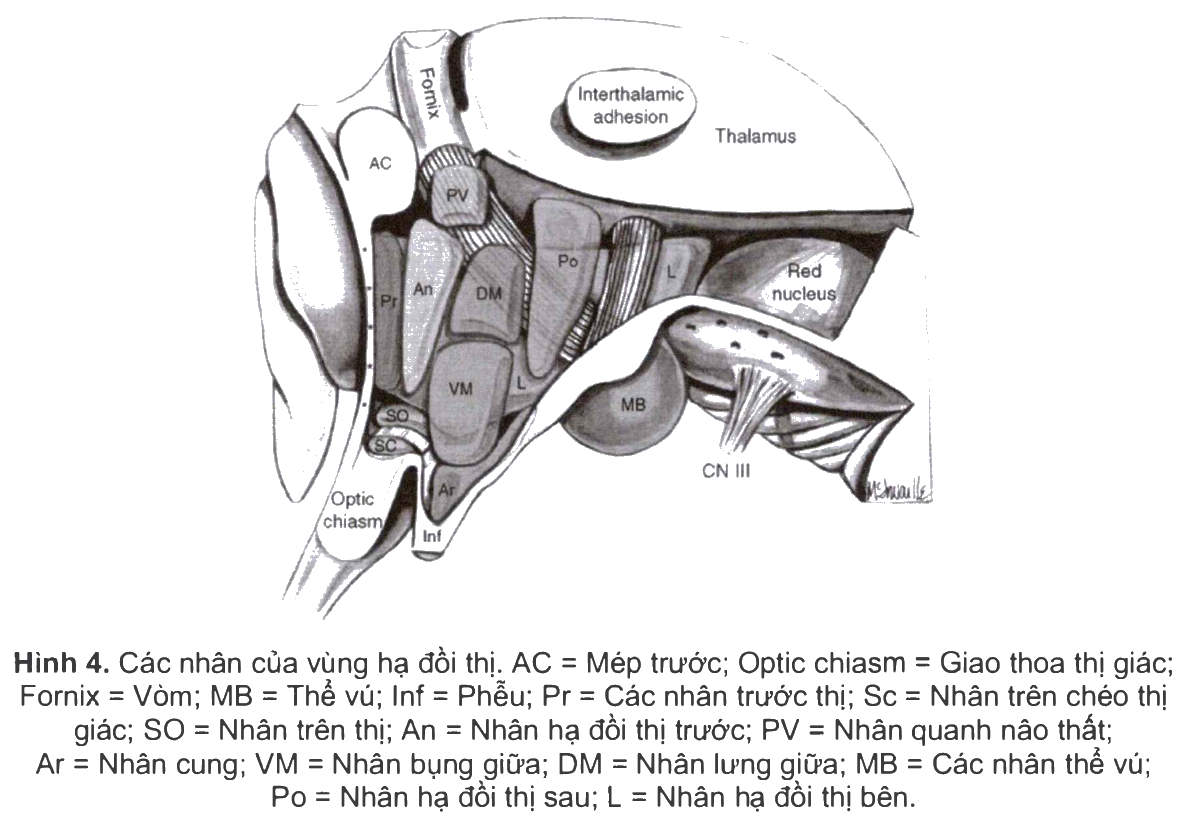 Fornix
Interthalamic
adhesion
Thalamus
AC
PV
Po
L
Red
nucleus
Pr
An
DM
VM
L
MB
SO
SC
CN III
Optic
chiasm
Ar
Inf
Hình 4. Các nhân của vùng hạ đồi thị. AC = Mép trước; Optic chiasm = Giao thoa thị giác;
Fornix = Vòm; MB = Thể vú; Inf = Phễu; Pr = Các nhân trước thị; Sc = Nhân trên chéo thị
giác; SO = Nhân trên thị; An = Nhân hạ đồi thị trước; PV = Nhân quanh nâo thất;
Ar = Nhân cung; VM = Nhân bụng giữa; DM = Nhân lưng giữa; MB = Các nhân thể vú;
Po = Nhân hạ đồi thị sau; L = Nhân hạ đồi thị bên.